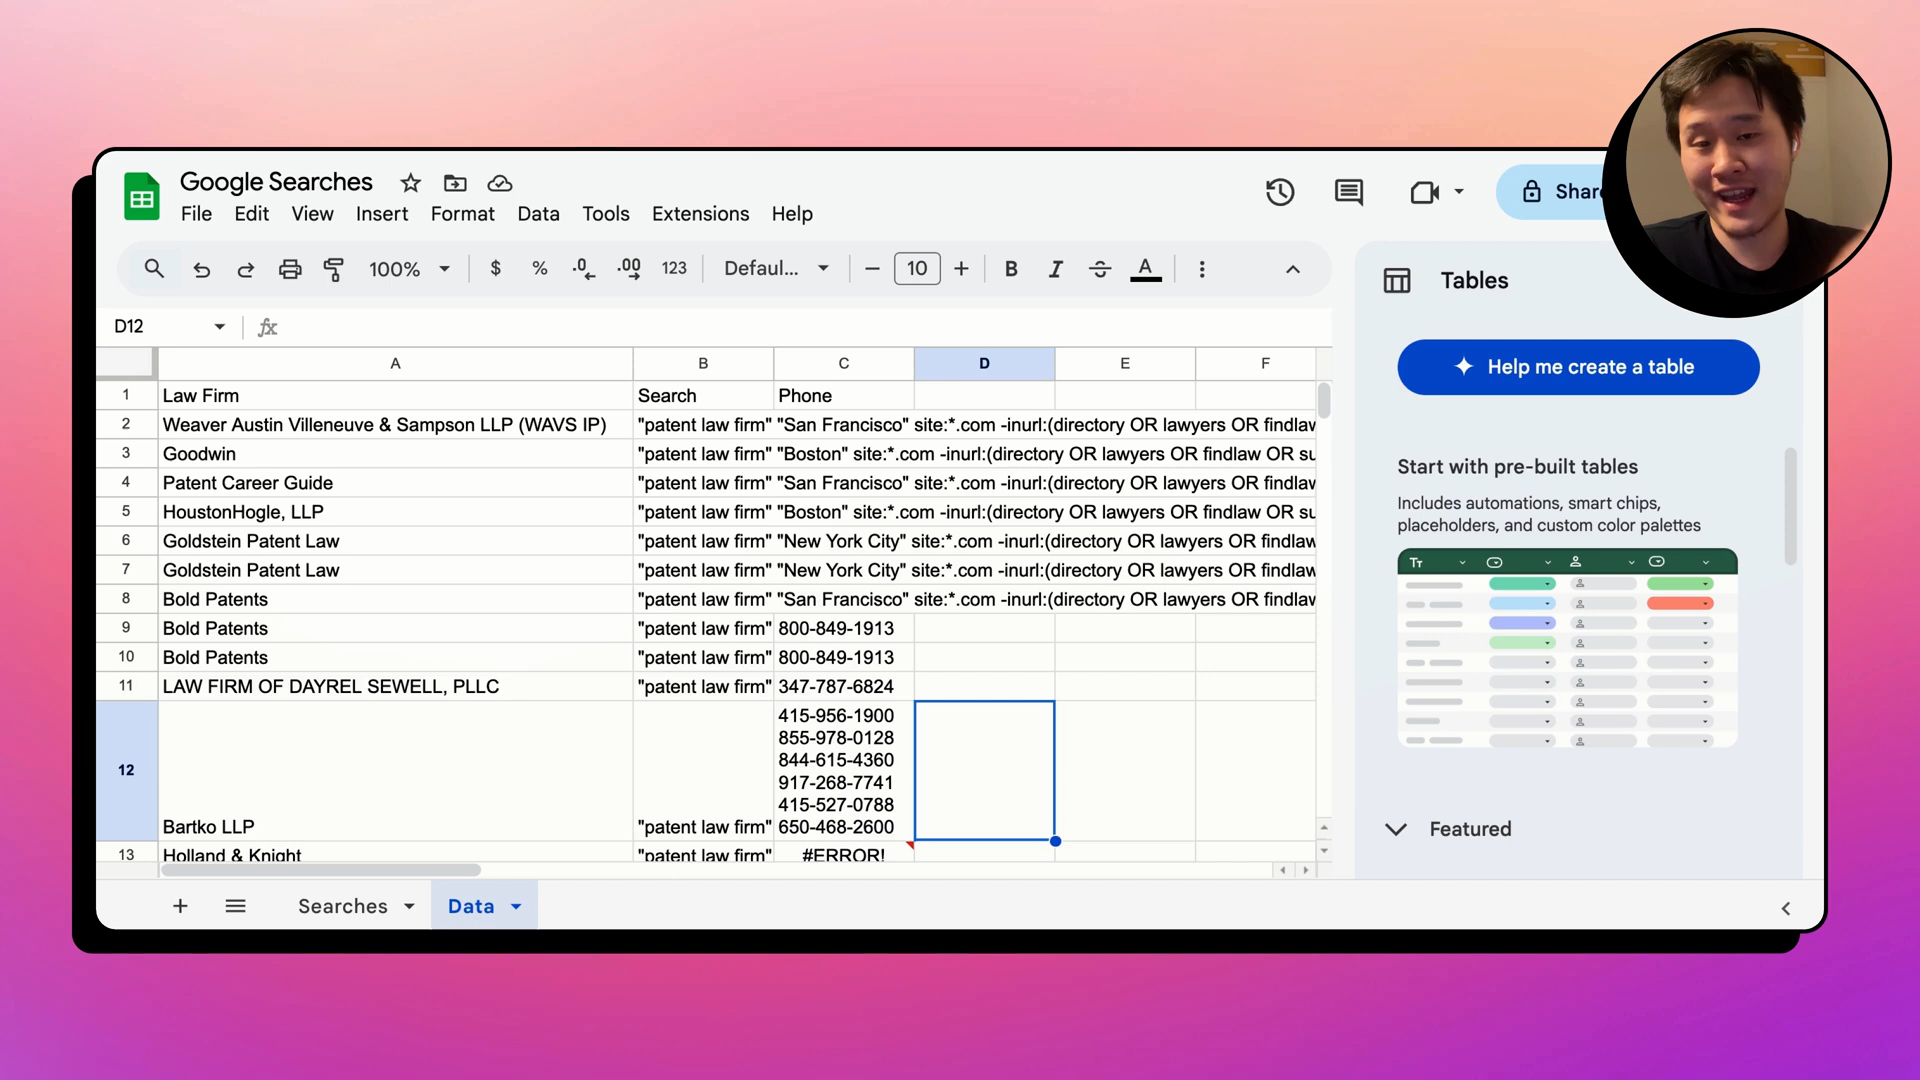 Google Searches
Share
File Edit View Insert Format Data Tools Extensions Help
100% $ % .0 .00 123 Defaul... 10 B I S A
Tables
D12 fx
Help me create a table
A B C D E F
1 Law Firm Search Phone
2 Weaver Austin Villeneuve & Sampson LLP (WAVS IP) "patent law firm" "San Francisco" site:*.com -inurl:(directory OR lawyers OR findlaw
3 Goodwin "patent law firm" "Boston" site:*.com -inurl:(directory OR lawyers OR findlaw OR su
4 Patent Career Guide "patent law firm" "San Francisco" site:*.com -inurl:(directory OR lawyers OR findlaw
5 HoustonHogle, LLP "patent law firm" "Boston" site:*.com -inurl:(directory OR lawyers OR findlaw OR su
6 Goldstein Patent Law "patent law firm" "New York City" site:*.com -inurl:(directory OR lawyers OR findlaw
7 Goldstein Patent Law "patent law firm" "New York City" site:*.com -inurl:(directory OR lawyers OR findlaw
8 Bold Patents "patent law firm" "San Francisco" site:*.com -inurl:(directory OR lawyers OR findlaw
9 Bold Patents "patent law firm" 800-849-1913
10 Bold Patents "patent law firm" 800-849-1913
11 LAW FIRM OF DAYREL SEWELL, PLLC "patent law firm" 347-787-6824
415-956-1900
855-978-0128
844-615-4360
12 917-268-7741
415-527-0788
Bartko LLP "patent law firm" 650-468-2600
13 Holland & Knight "patent law firm" #ERROR!
Start with pre-built tables
Includes automations, smart chips,
placeholders, and custom color palettes
Tт
Featured
+ Searches Data